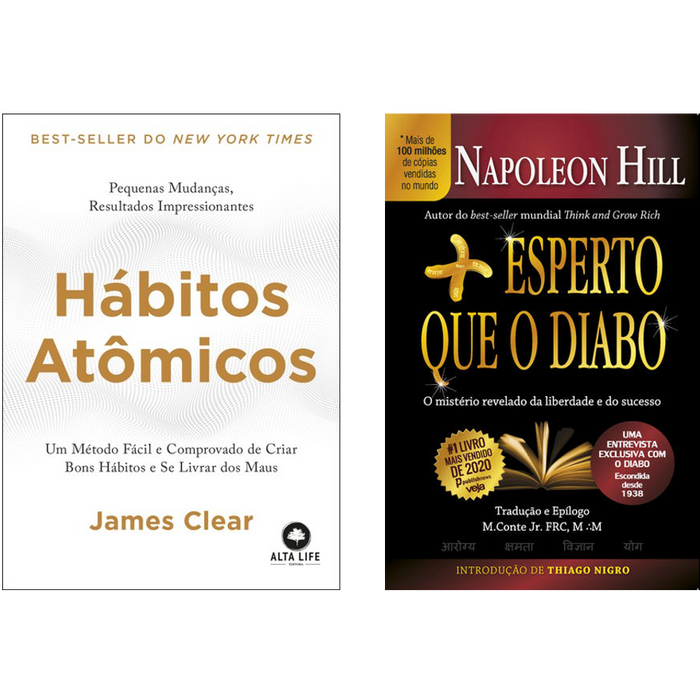 BEST-SELLER DO NEW YORK TIMES
Pequenas Mudanças,
Resultados Impressionantes
Hábitos
Atômicos
Um Método Fácil e Comprovado de Criar
Bons Hábitos e Se Livrar dos Maus
James Clear
ALTA LIFE
EDITORA
* Mais de
100 milhões
de cópias
vendidas
no mundo
NAPOLEON HILL
Autor do best-seller mundial Think and Grow Rich
+ ESPERTO
QUE O DIABO
O mistério revelado da liberdade e do sucesso
#1 LIVRO
MAIS VENDIDO
DE 2020
publishnews
veja
UMA
ENTREVISTA
EXCLUSIVA COM
O DIABO
Escondida
desde
1938
Tradução e Epílogo
M.Conte Jr. FRC, M ∴M
आरोग्य क्षमता विज्ञान योग
INTRODUÇÃO DE THIAGO NIGRO